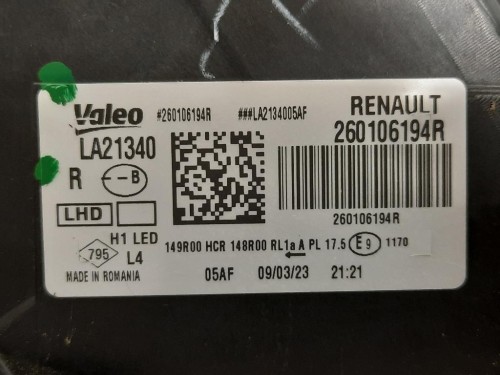 Valeo #260106194R ###LA2134005AF RENAULT
LA21340 260106194R
R B
LHD 260106194R
H1 LED 149R00 HCR 148R00 RL1a A PL 17.5 E9 1170
795 L4
MADE IN ROMANIA 05AF 09/03/23 21:21